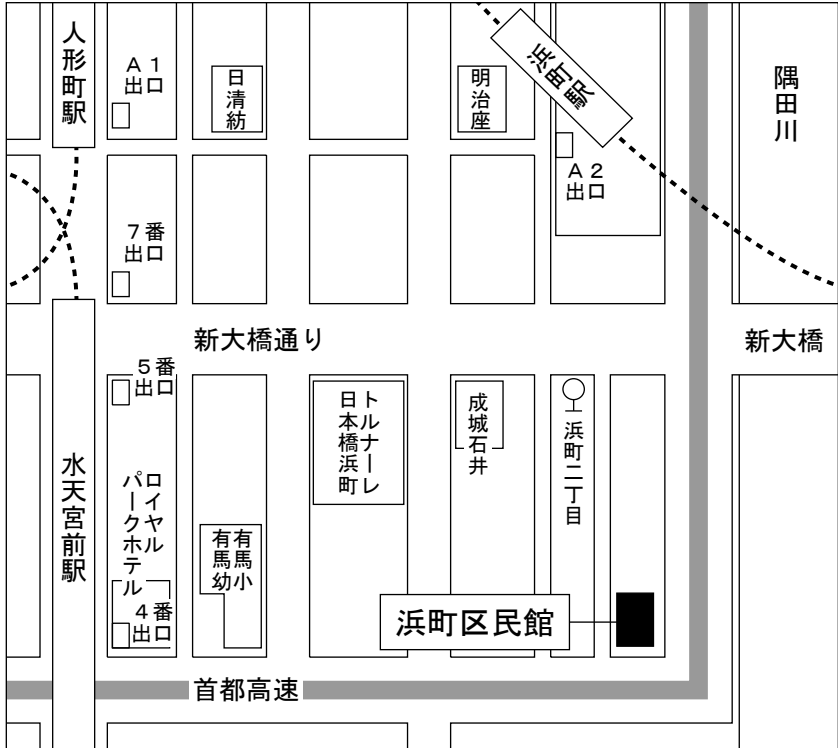 人形町駅
A1
出口
日清紡
明治座
浜町駅
隅田川
A2
出口
7番
出口
新大橋通り
新大橋
5番
出口
トルナーレ
日本橋浜町
成城石井
浜町二丁目
水天宮前駅
ロイヤル
パークホテル
有馬小
有馬幼
4番
出口
浜町区民館
首都高速